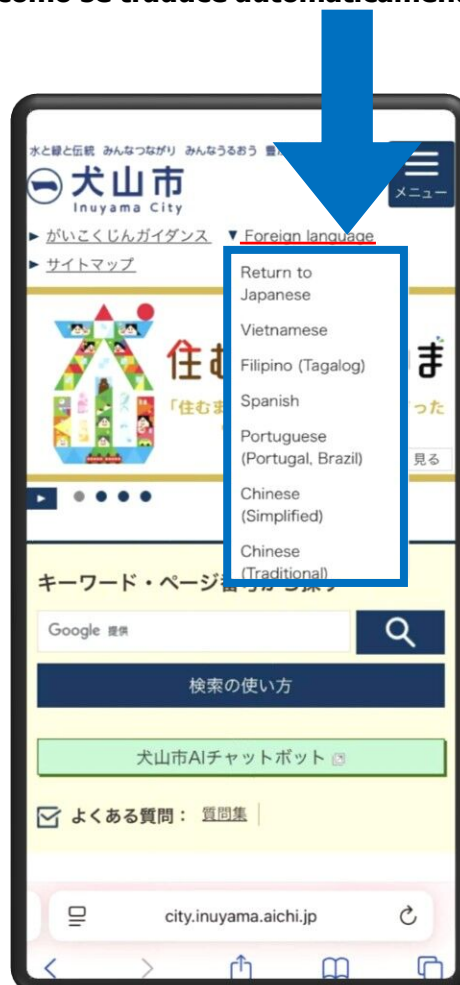 水と緑と伝統 みんなつながり みんなうるおう
犬山市
Inuyama City
メニュー
► がいこくじんガイダンス ▼ Foreign language
► サイトマップ
Return to
Japanese
Vietnamese
Filipino (Tagalog)
Spanish
Portuguese
(Portugal, Brazil)
Chinese
(Simplified)
Chinese
(Traditional)
住む
ま
「住むま
った
見る
キーワード・ページ番号から探す
Google 提供
検索の使い方
犬山市AIチャットボット
よくある質問： 質問集
city.inuyama.aichi.jp